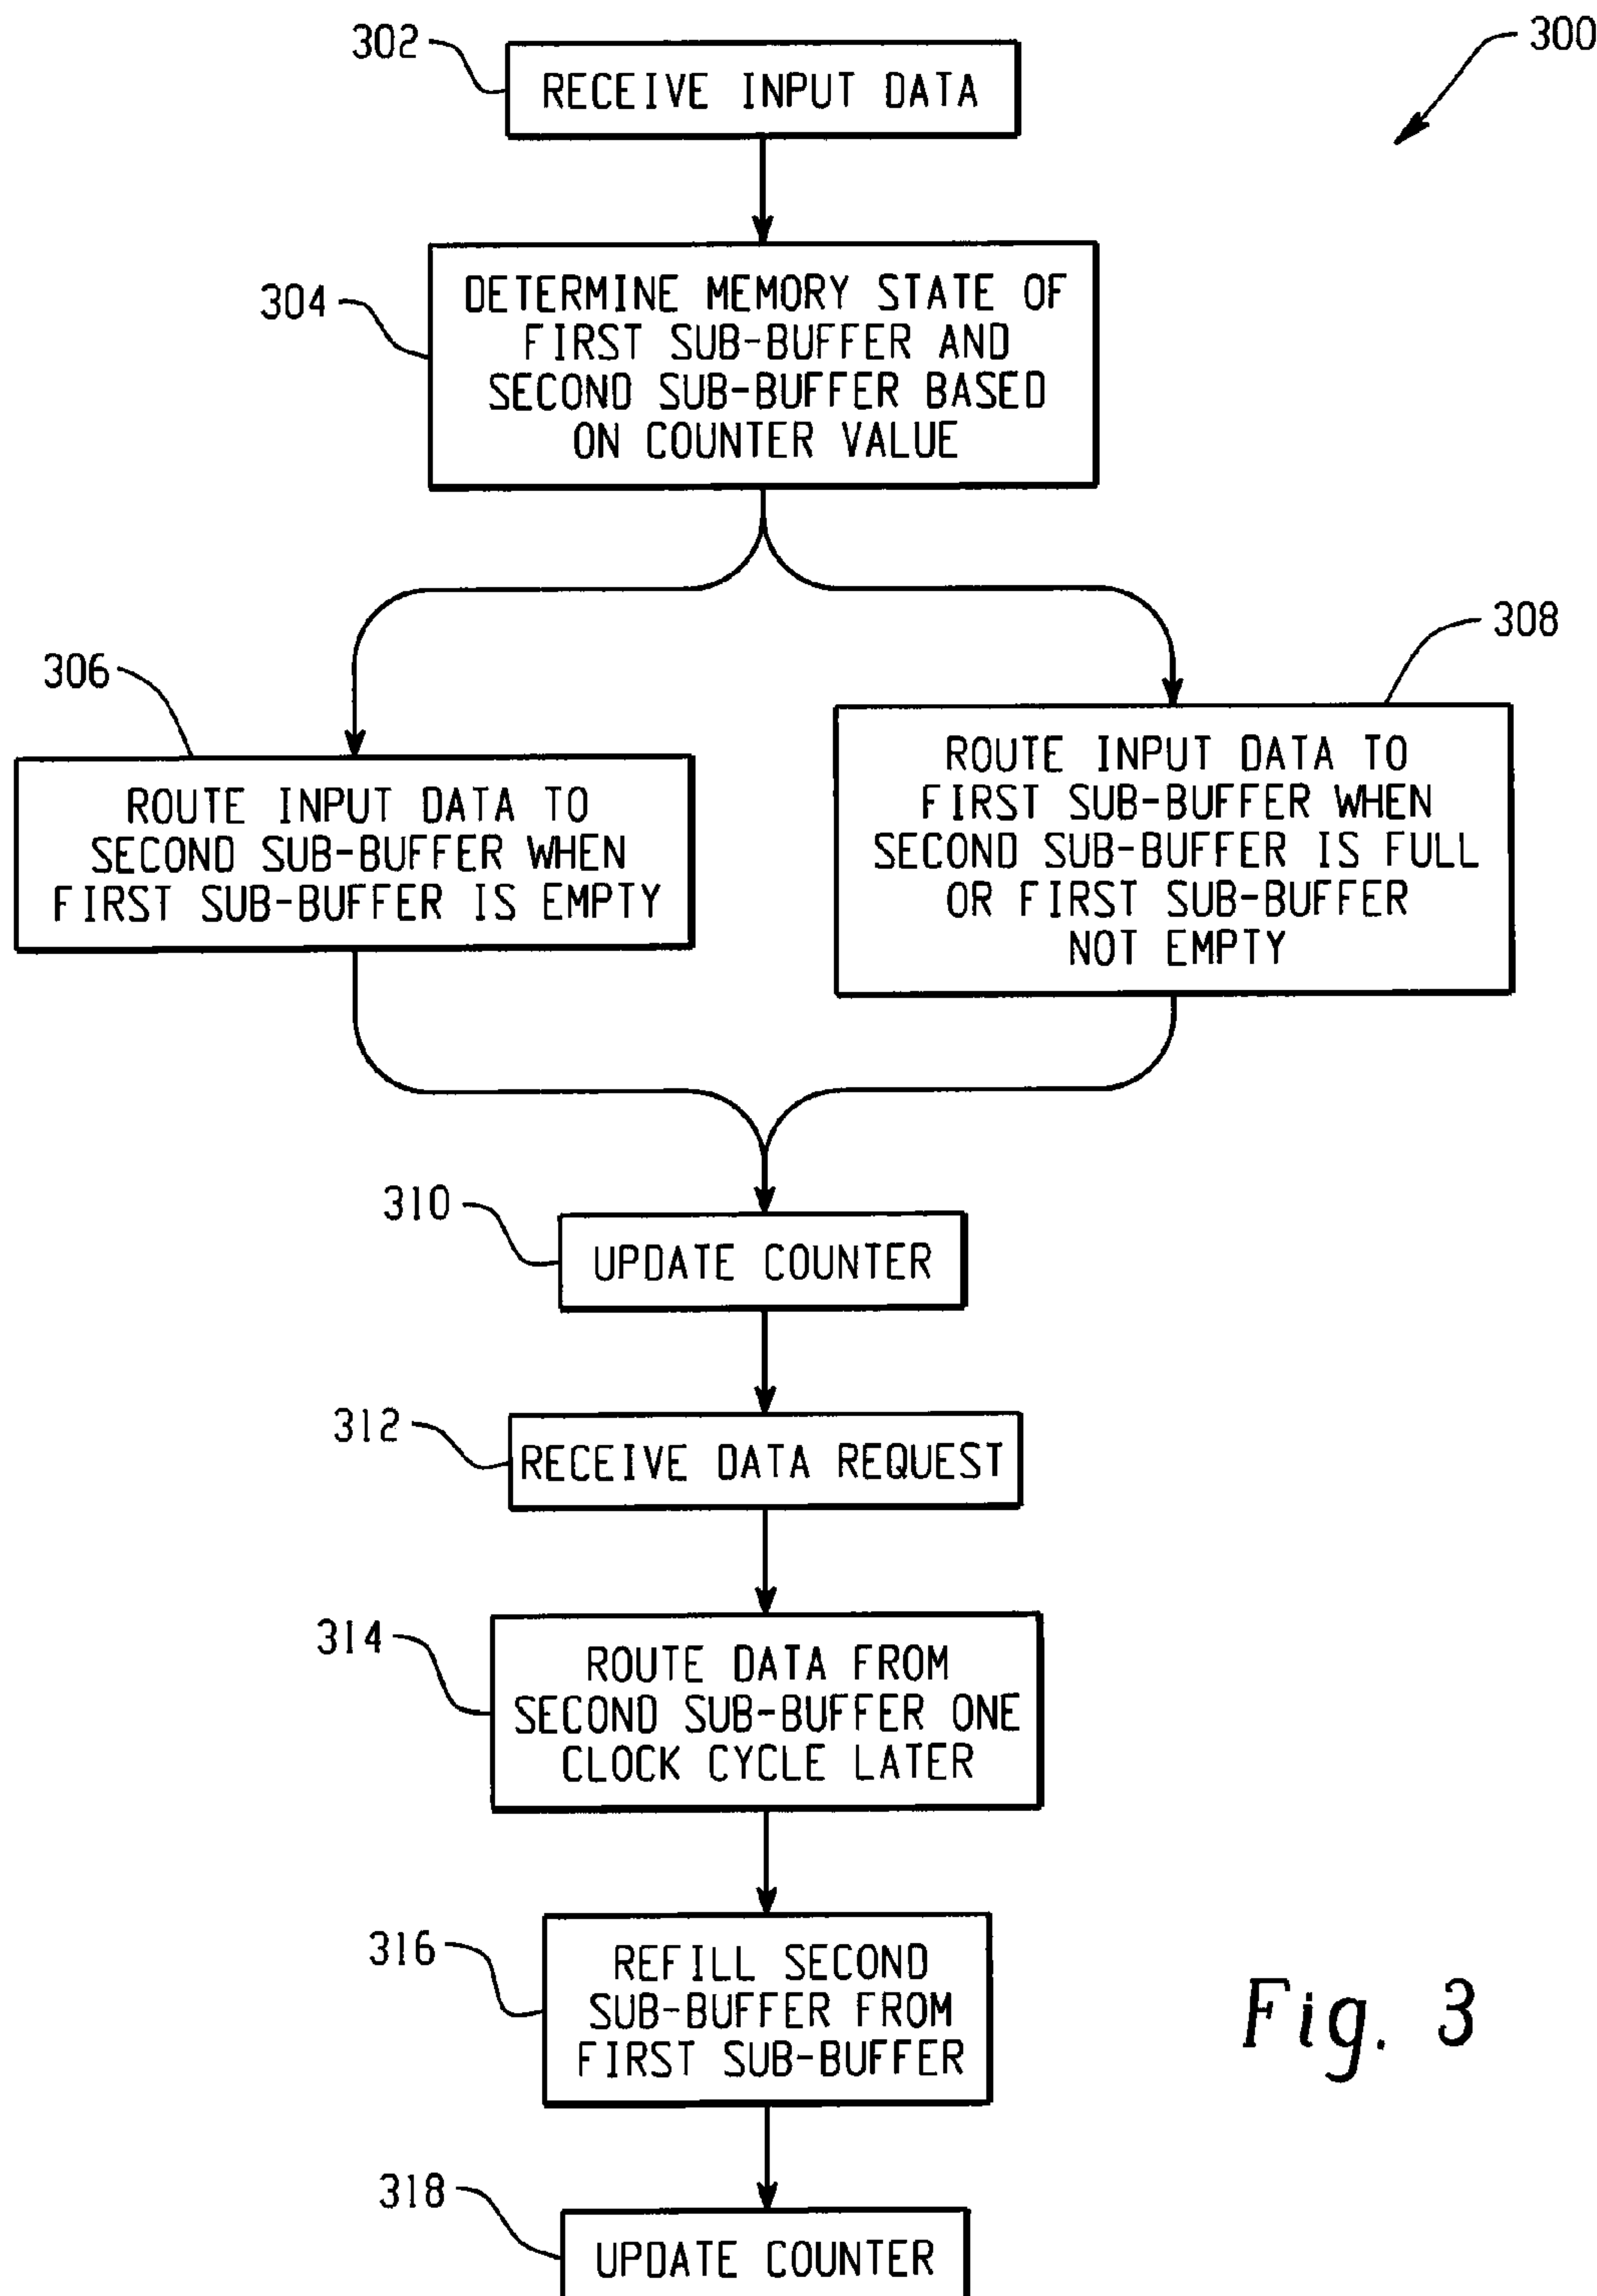 300
302
RECEIVE INPUT DATA
304
DETERMINE MEMORY STATE OF
FIRST SUB-BUFFER AND
SECOND SUB-BUFFER BASED
ON COUNTER VALUE
306
ROUTE INPUT DATA TO
SECOND SUB-BUFFER WHEN
FIRST SUB-BUFFER IS EMPTY
308
ROUTE INPUT DATA TO
FIRST SUB-BUFFER WHEN
SECOND SUB-BUFFER IS FULL
OR FIRST SUB-BUFFER
NOT EMPTY
310
UPDATE COUNTER
312
RECEIVE DATA REQUEST
314
ROUTE DATA FROM
SECOND SUB-BUFFER ONE
CLOCK CYCLE LATER
316
REFILL SECOND
SUB-BUFFER FROM
FIRST SUB-BUFFER
318
UPDATE COUNTER
Fig. 3